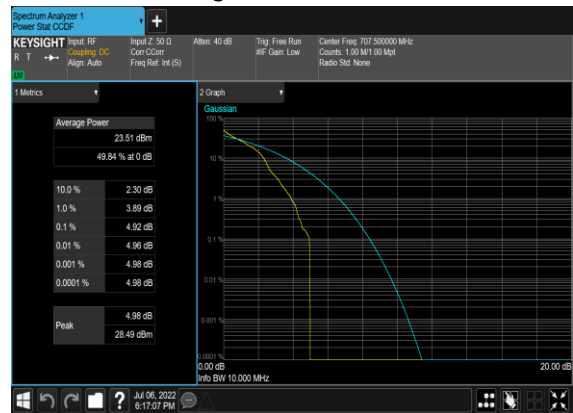 Spectrum Analyzer 1
Power Stat CCDF
KEYSIGHT Input: RF Input Z: 50 Ω Atten: 40 dB Trig: Free Run Center Freq: 707.500000 MHz
R T Coupling: DC Corr CCorr #IF Gain: Low Counts: 1.00 M/1.00 Mpt
Align: Auto Freq Ref: Int (S) Radio Std: None
LW
1 Metrics 2 Graph
Gaussian
Average Power
23.51 dBm
49.84 % at 0 dB
10.0 % 2.30 dB
1.0 % 3.89 dB
0.1 % 4.92 dB
0.01 % 4.96 dB
0.001 % 4.98 dB
0.0001 % 4.98 dB
Peak 4.98 dB
28.49 dBm
100 %
10 %
1 %
0.1 %
0.01 %
0.001 %
0.0001 %
0.00 dB 20.00 dB
Info BW 10.000 MHz
? Jul 06, 2022
6:17:07 PM